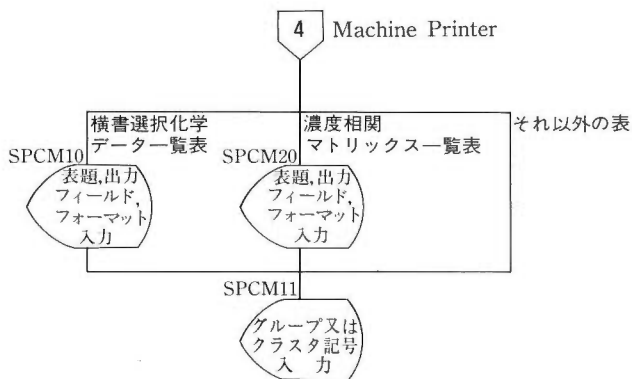 4 Machine Printer
横書選択化学
データ一覧表
濃度相関
マトリックス一覧表
それ以外の表
SPCM10
表題,出力
フィールド,
フォーマット
入力
SPCM20
表題,出力
フィールド,
フォーマット
入力
SPCM11
グループ又は
クラスタ記号
入 力